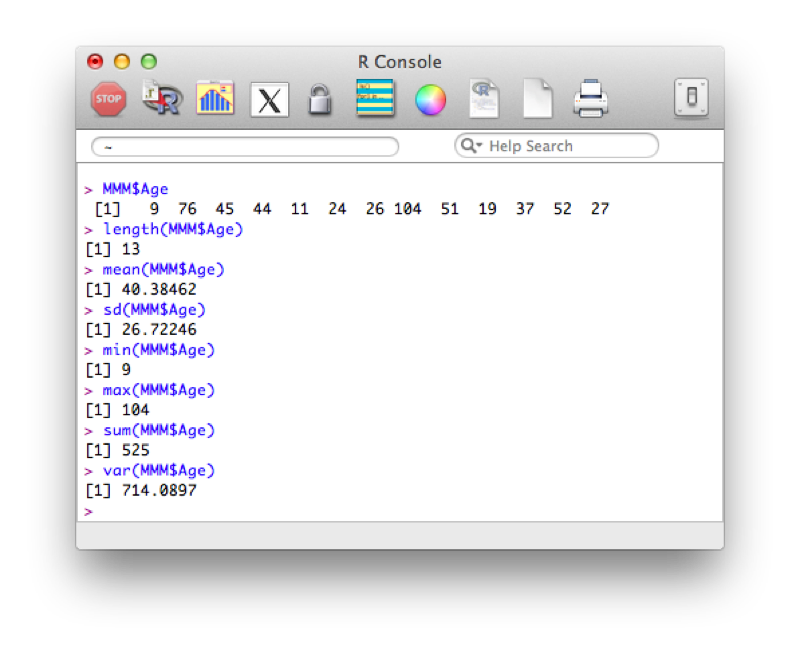 R Console
STOP
X
~
Help Search
> MMM$Age
[1]   9  76  45  44  11  24  26 104  51  19  37  52  27
> length(MMM$Age)
[1] 13
> mean(MMM$Age)
[1] 40.38462
> sd(MMM$Age)
[1] 26.72246
> min(MMM$Age)
[1] 9
> max(MMM$Age)
[1] 104
> sum(MMM$Age)
[1] 525
> var(MMM$Age)
[1] 714.0897
>